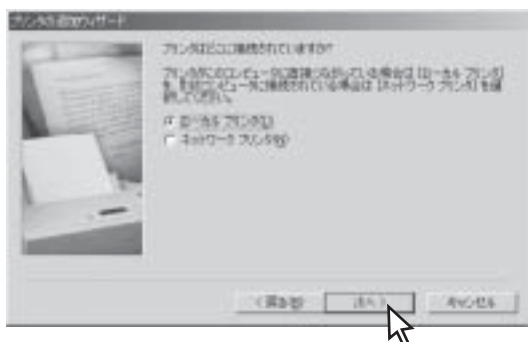 プリンタの追加ウィザード
プリンタはどこに接続されていますか?
プリンタがこのコンピュータに直接つながっている場合は [ローカル プリンタ]
を、別のコンピュータに接続されている場合は [ネットワーク プリンタ] を選
択してください。
ローカル プリンタ(L)
ネットワーク プリンタ(N)
< 戻る(B)
次へ >
キャンセル